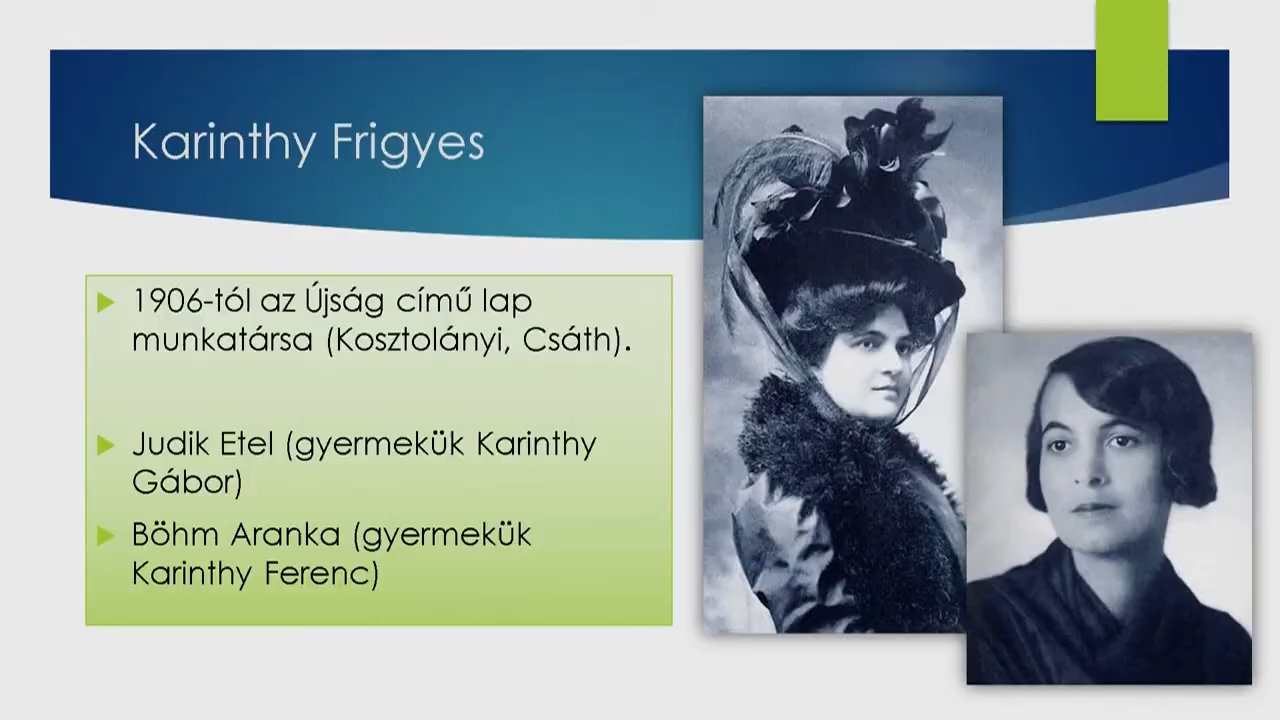 Karinthy Frigyes
1906-tól az Újság című lap
munkatársa (Kosztolányi, Csáth).
Judik Etel (gyermekük Karinthy
Gábor)
Böhm Aranka (gyermekük
Karinthy Ferenc)